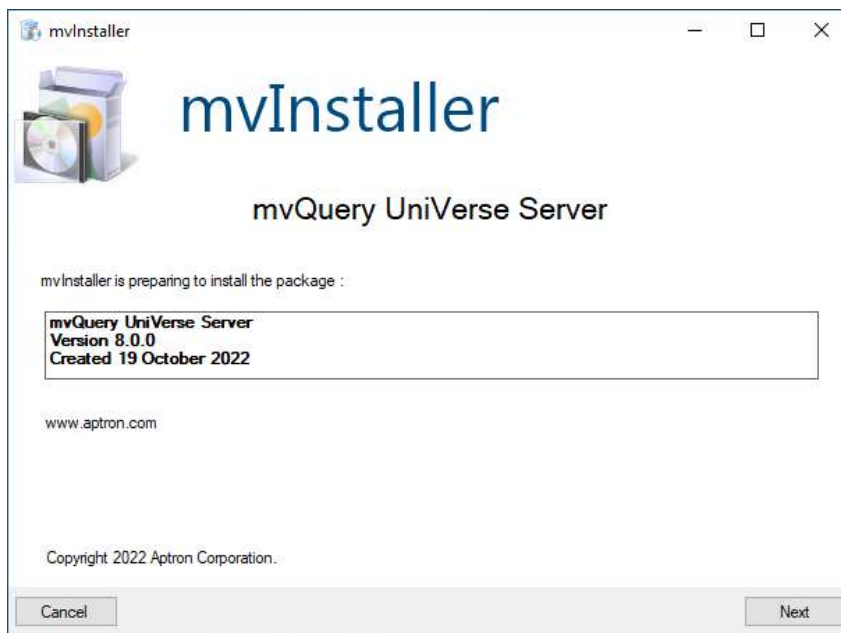 mvInstaller
mvInstaller
mvQuery UniVerse Server
mvInstaller is preparing to install the package :
mvQuery UniVerse Server
Version 8.0.0
Created 19 October 2022
www.aptron.com
Copyright 2022 Aptron Corporation.
Cancel
Next